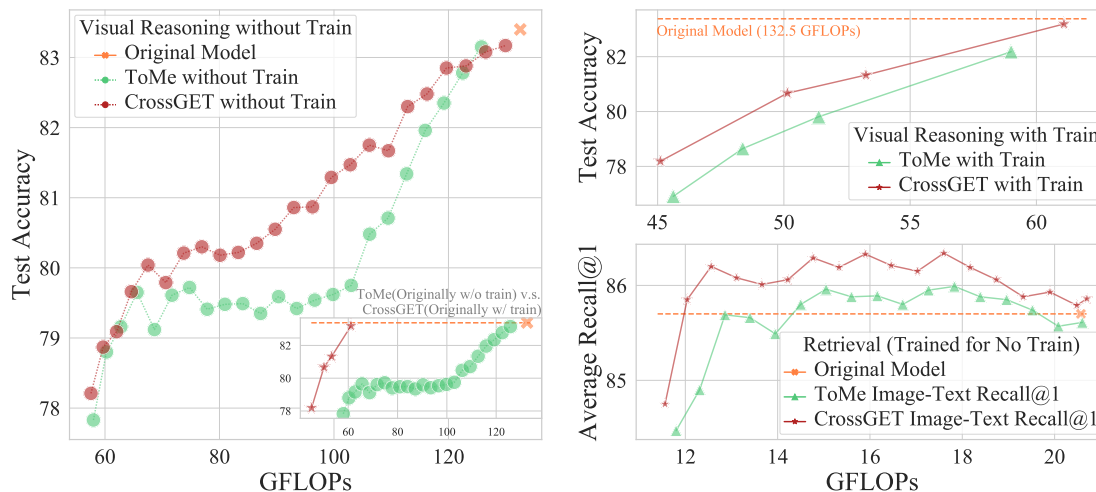 Visual Reasoning without Train
Original Model
ToMe without Train
CrossGET without Train
83
82
81
80
79
78
Test Accuracy
60
80
100
120
GFLOPs
ToMe(Originally w/o train) v.s.
CrossGET(Originally w/ train)
82
80
78
60
80
100
120
Original Model (132.5 GFLOPs)
82
80
78
Test Accuracy
Visual Reasoning with Train
ToMe with Train
CrossGET with Train
45
50
55
60
GFLOPs
86
85
Average Recall@1
Retrieval (Trained for No Train)
Original Model
ToMe Image-Text Recall@1
CrossGET Image-Text Recall@1
12
14
16
18
20
GFLOPs